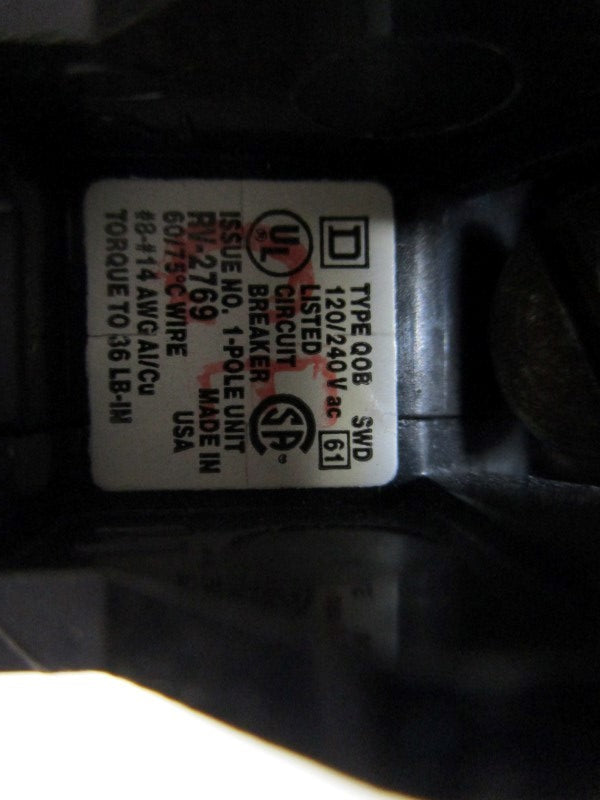 D TYPE QOB SWD
120/240 V ac 61
UL ® LISTED
CIRCUIT
BREAKER SA ®
ISSUE NO. 1-POLE UNIT
RV-2769 MADE IN
60/75°C WIRE USA
#8-#14 AWG Al/Cu
TORQUE TO 36 LB-IN